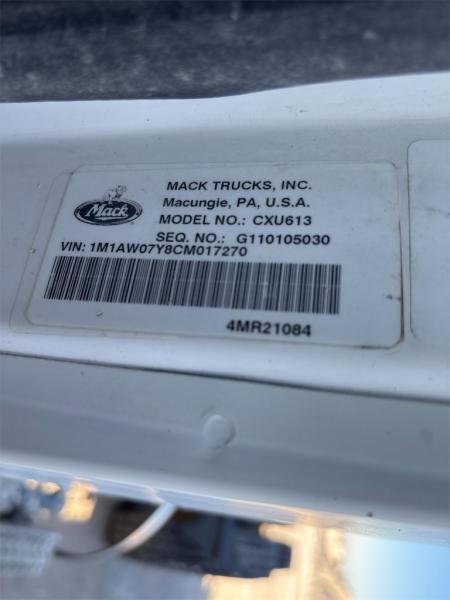 Mack
MACK TRUCKS, INC.
Macungie, PA, U.S.A.
MODEL NO.: CXU613
SEQ. NO.: G110105030
VIN: 1M1AW07Y8CM017270
4MR21084